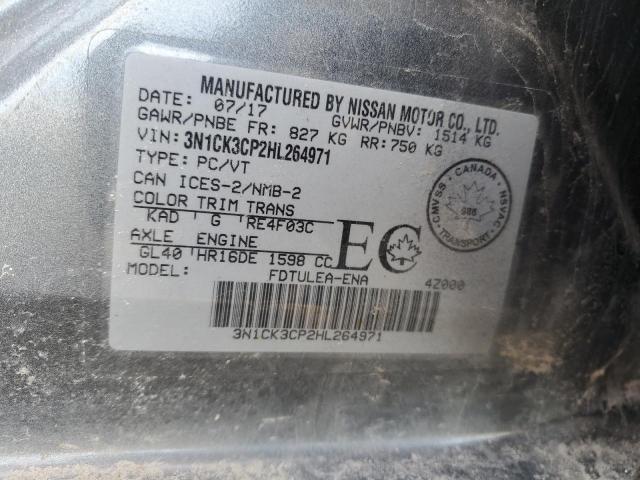 MANUFACTURED BY NISSAN MOTOR CO., LTD.
DATE: 07/17 GVWR/PNBV: 1514 KG
GAWR/PNBE FR: 827 KG RR: 750 KG
VIN: 3N1CK3CP2HL264971
TYPE: PC/VT
CAN ICES-2/NMB-2
COLOR TRIM TRANS
KAD G RE4F03C
AXLE ENGINE
GL40 HR16DE 1598 CC
EC
MODEL: FDTULEA-ENA 4Z000
3N1CK3CP2HL264971
CMVSS · CANADA · NSVAC · TRANSPORT ·